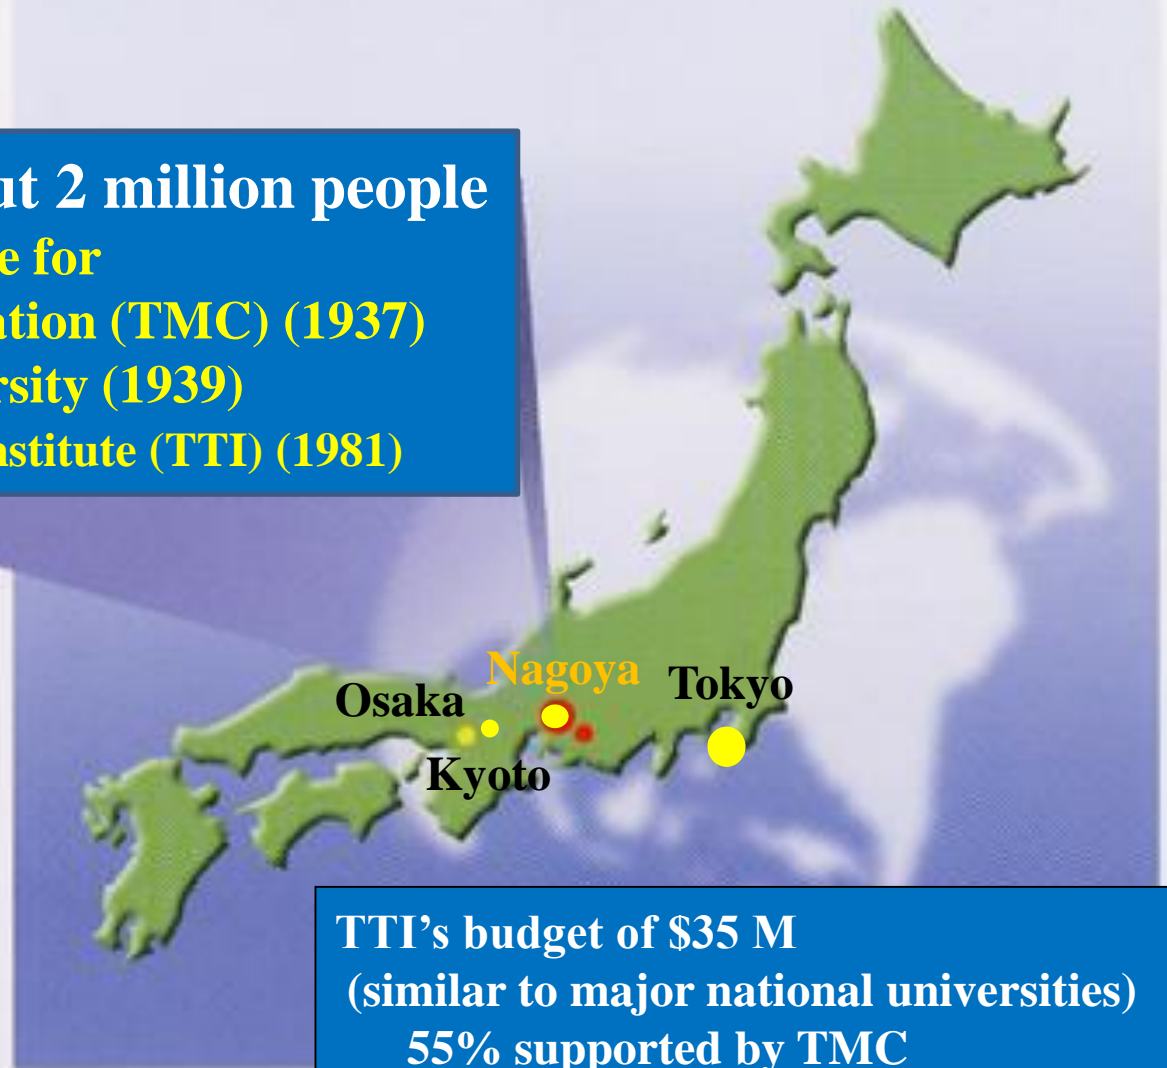 ut 2 million people
e for
ation (TMC) (1937)
rsity (1939)
nstitute (TTI) (1981)
Nagoya
Tokyo
Osaka
Kyoto
TTI’s budget of $35 M
(similar to major national universities)
55% supported by TMC